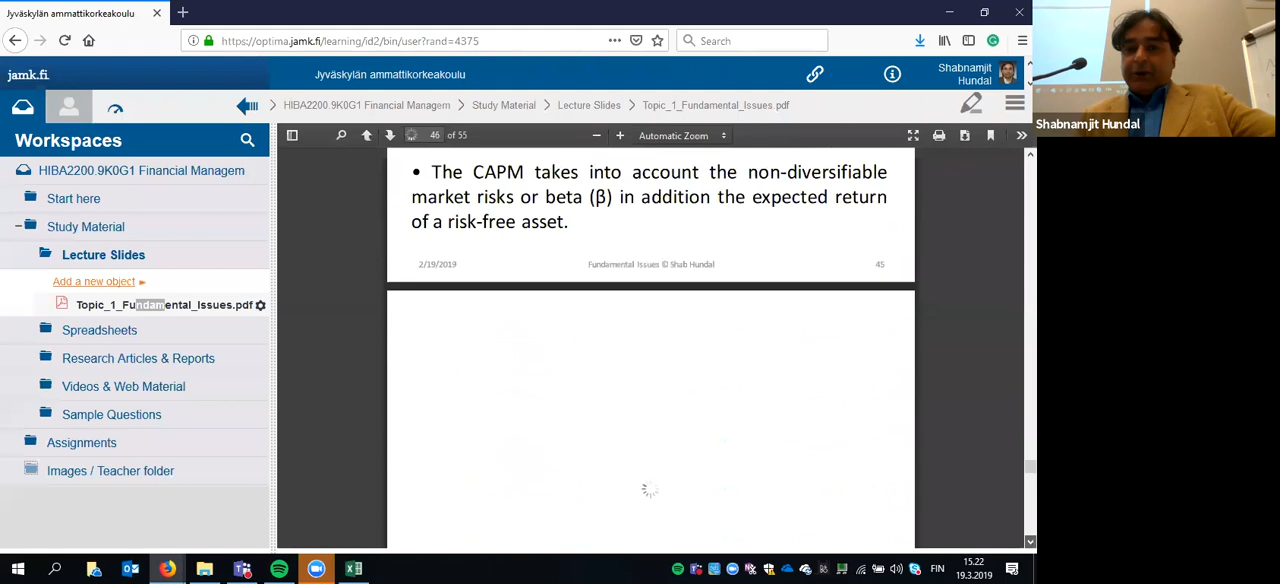 Jyväskylän ammattikorkeakoulu
https://optima.jamk.fi/learning/id2/bin/user?rand=4375
Search
jamk.fi
Jyväskylän ammattikorkeakoulu
Shabnamjit
Hundal
HIBA2200.9K0G1 Financial Managem
Study Material
Lecture Slides
Topic_1_Fundamental_Issues.pdf
Workspaces
HIBA2200.9K0G1 Financial Managem
Start here
Study Material
Lecture Slides
Add a new object
Topic_1_Fundamental_Issues.pdf
Spreadsheets
Research Articles & Reports
Videos & Web Material
Sample Questions
Assignments
Images / Teacher folder
46 of 55
Automatic Zoom
• The CAPM takes into account the non-diversifiable
market risks or beta (β) in addition the expected return
of a risk-free asset.
2/19/2019
Fundamental Issues © Shab Hundal
45
Shabnamjit Hundal
FIN
15.22
19.3.2019